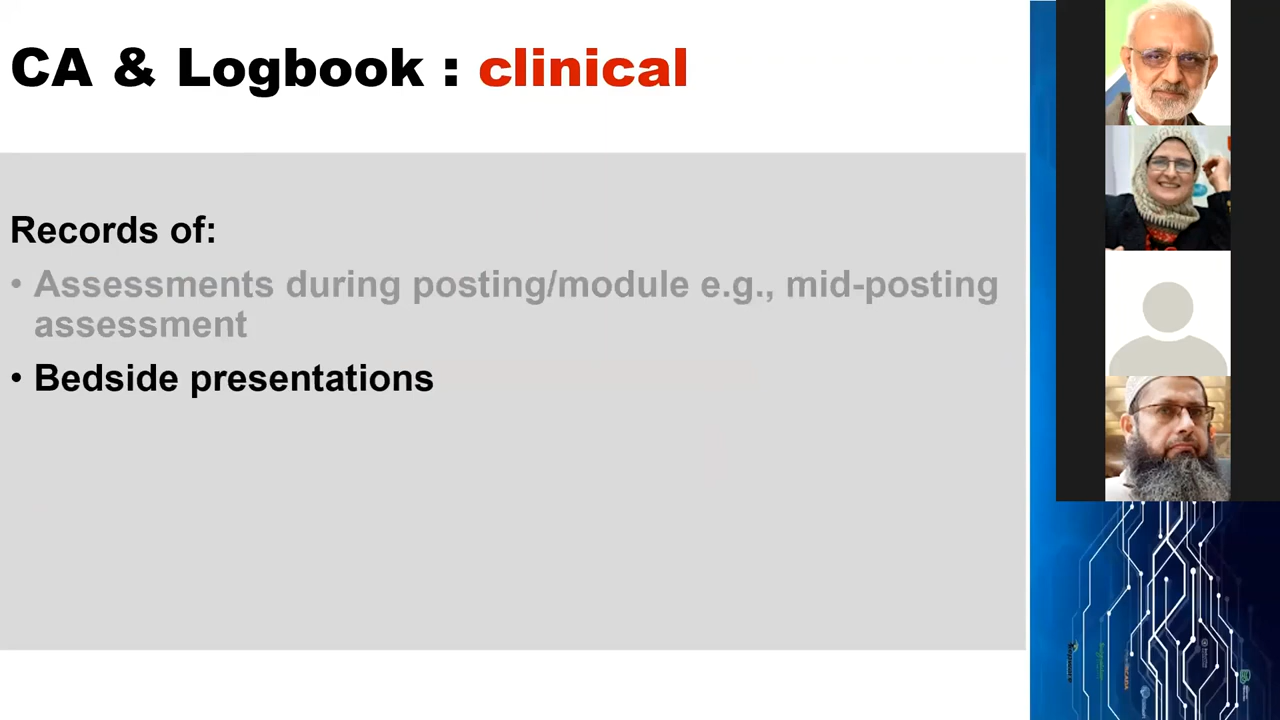 CA & Logbook : clinical
Records of:
• Assessments during posting/module e.g., mid-posting
assessment
• Bedside presentations